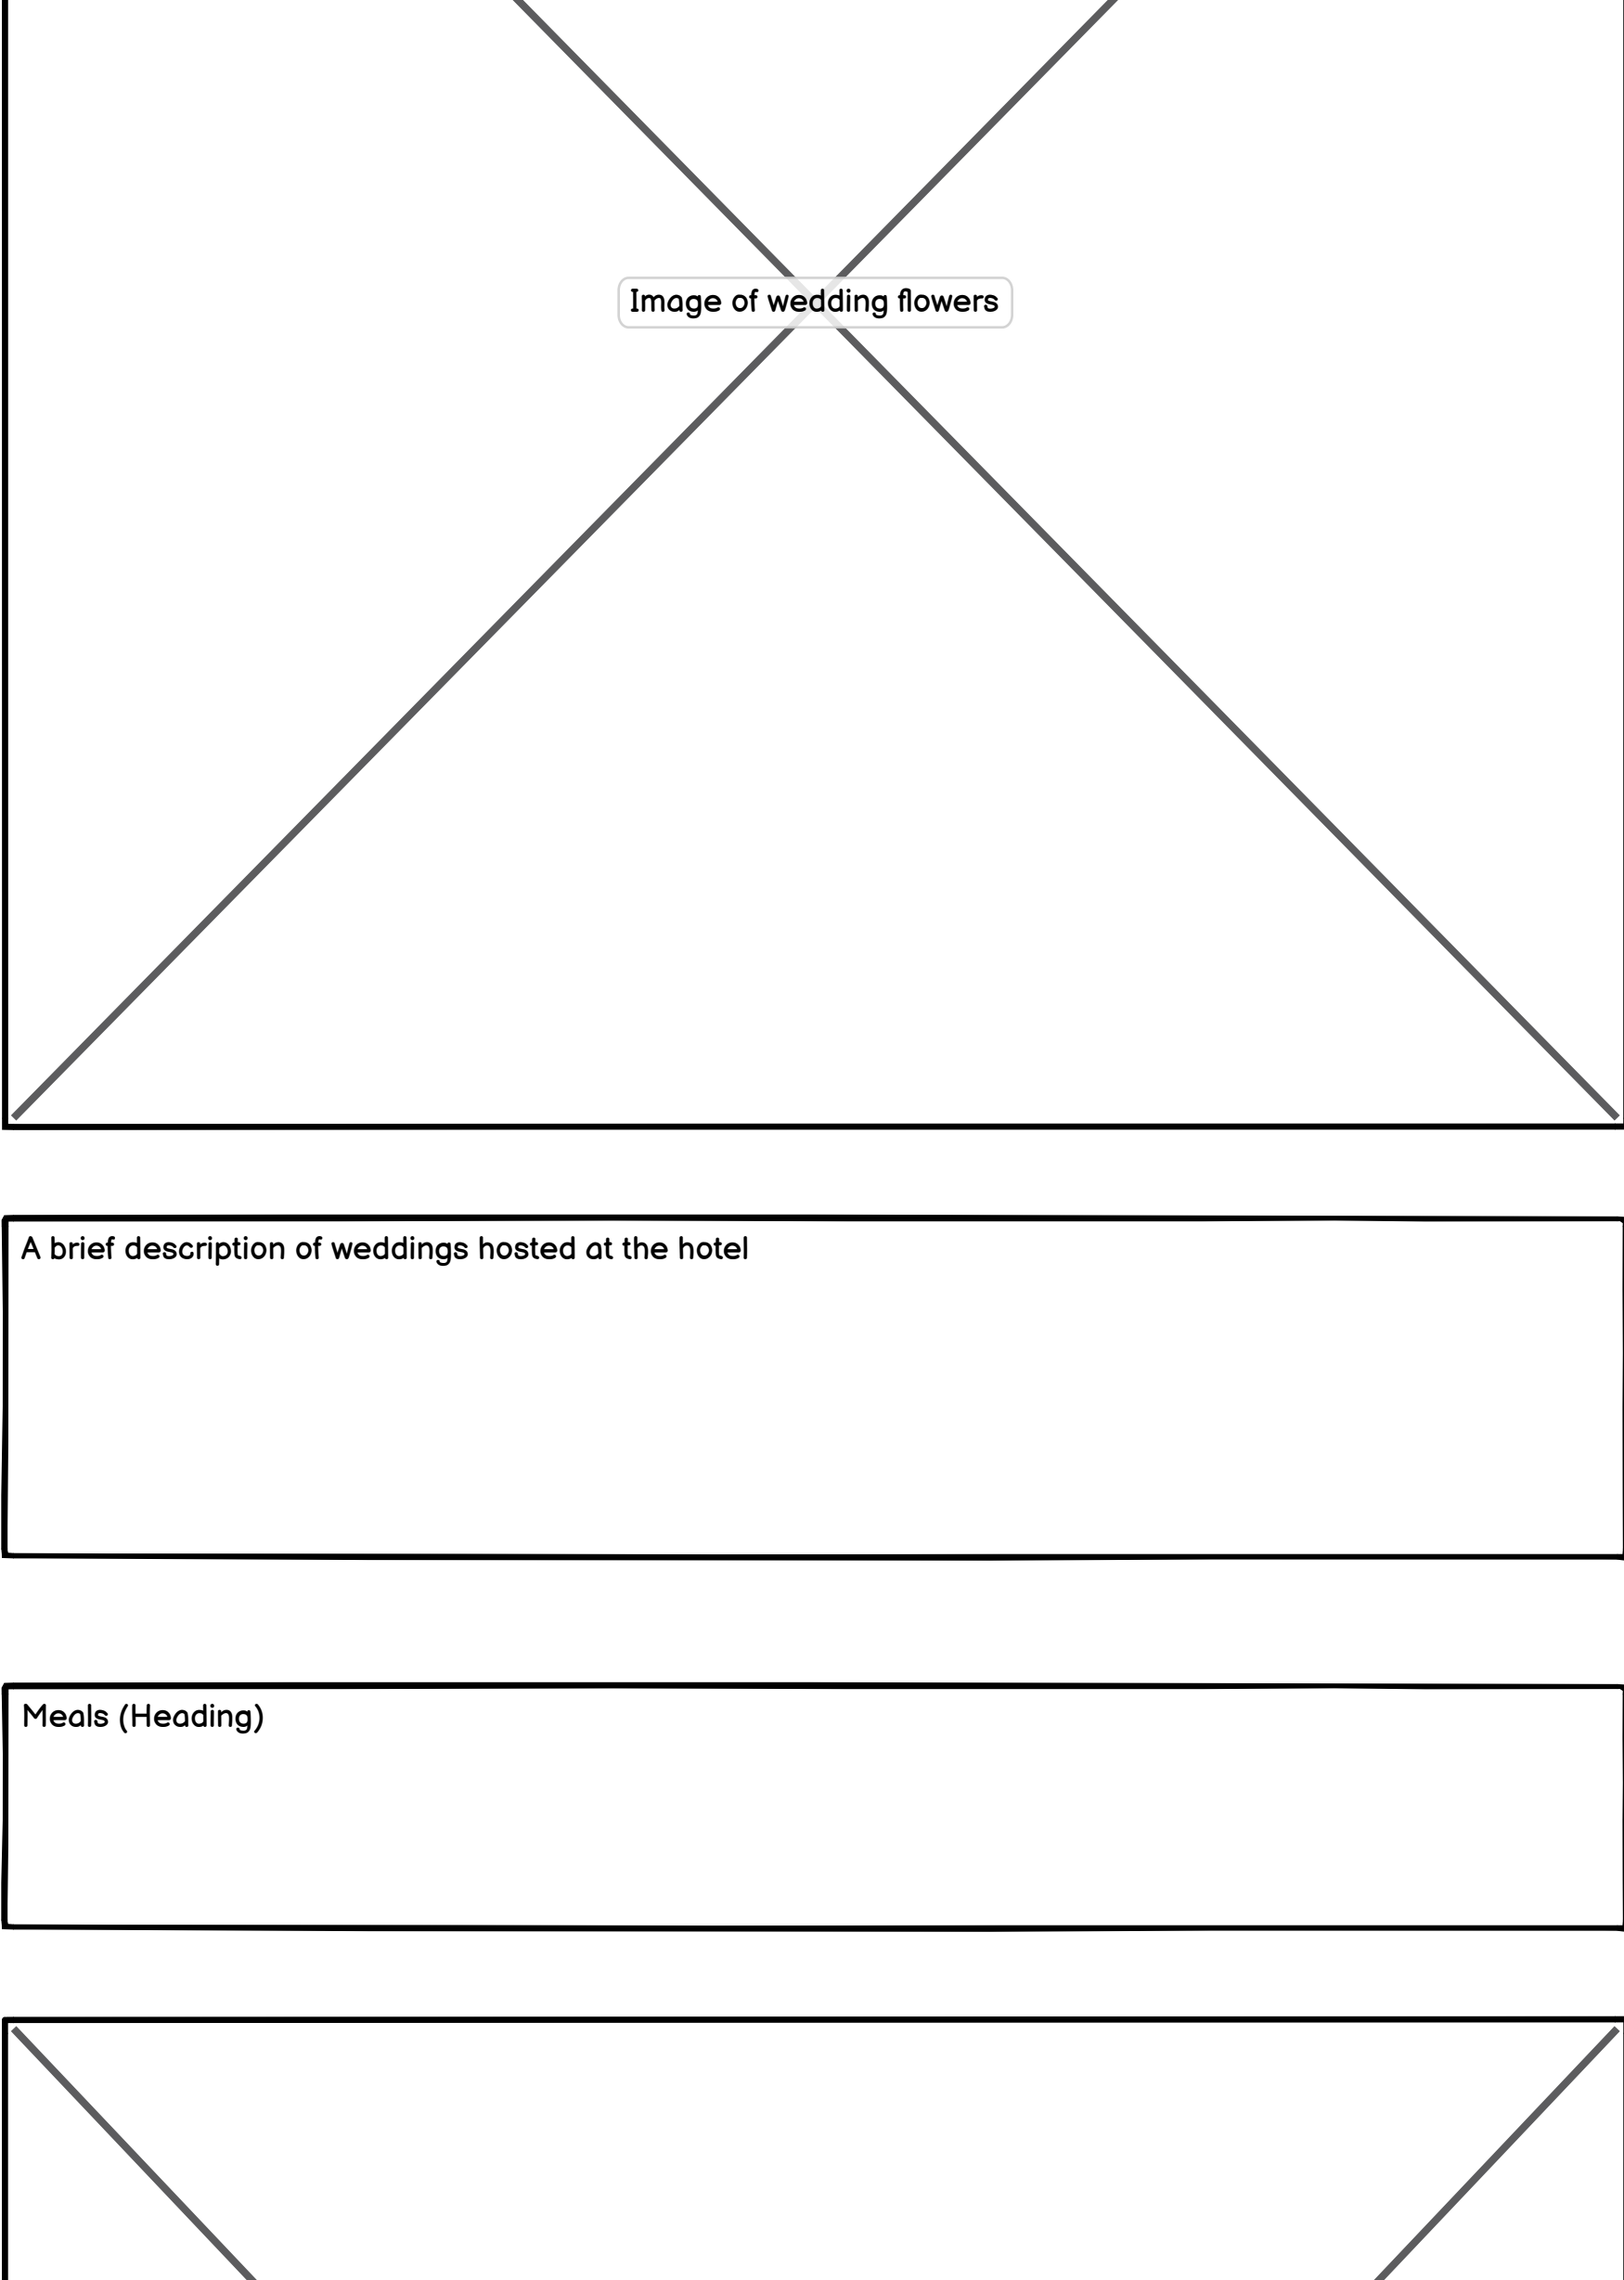 Image of wedding flowers
A brief description of weddings hosted at the hotel
Meals (Heading)